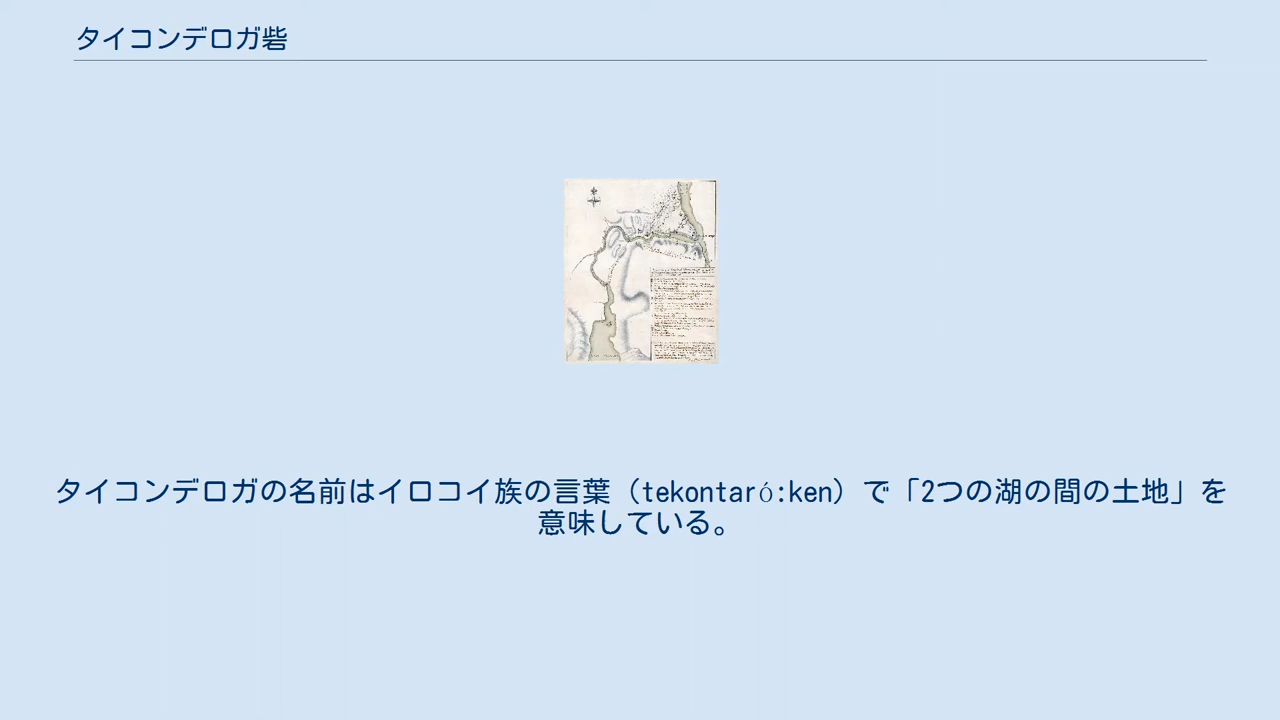 タイコンデロガ砦
タイコンデロガの名前はイロコイ族の言葉（tekontaró:ken）で「2つの湖の間の土地」を
意味している。